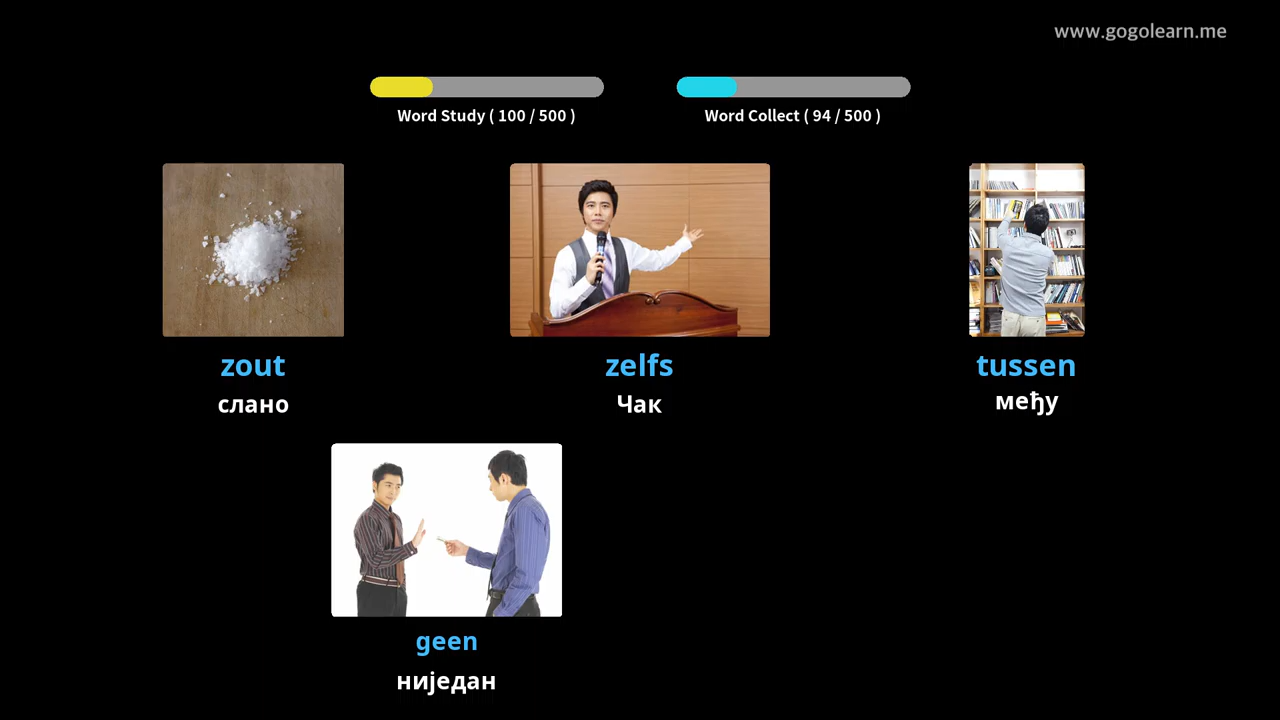 www.gogolearn.me
Word Study ( 100 / 500 )
Word Collect ( 94 / 500 )
zout
слано
zelfs
Чак
tussen
међу
geen
ниједан